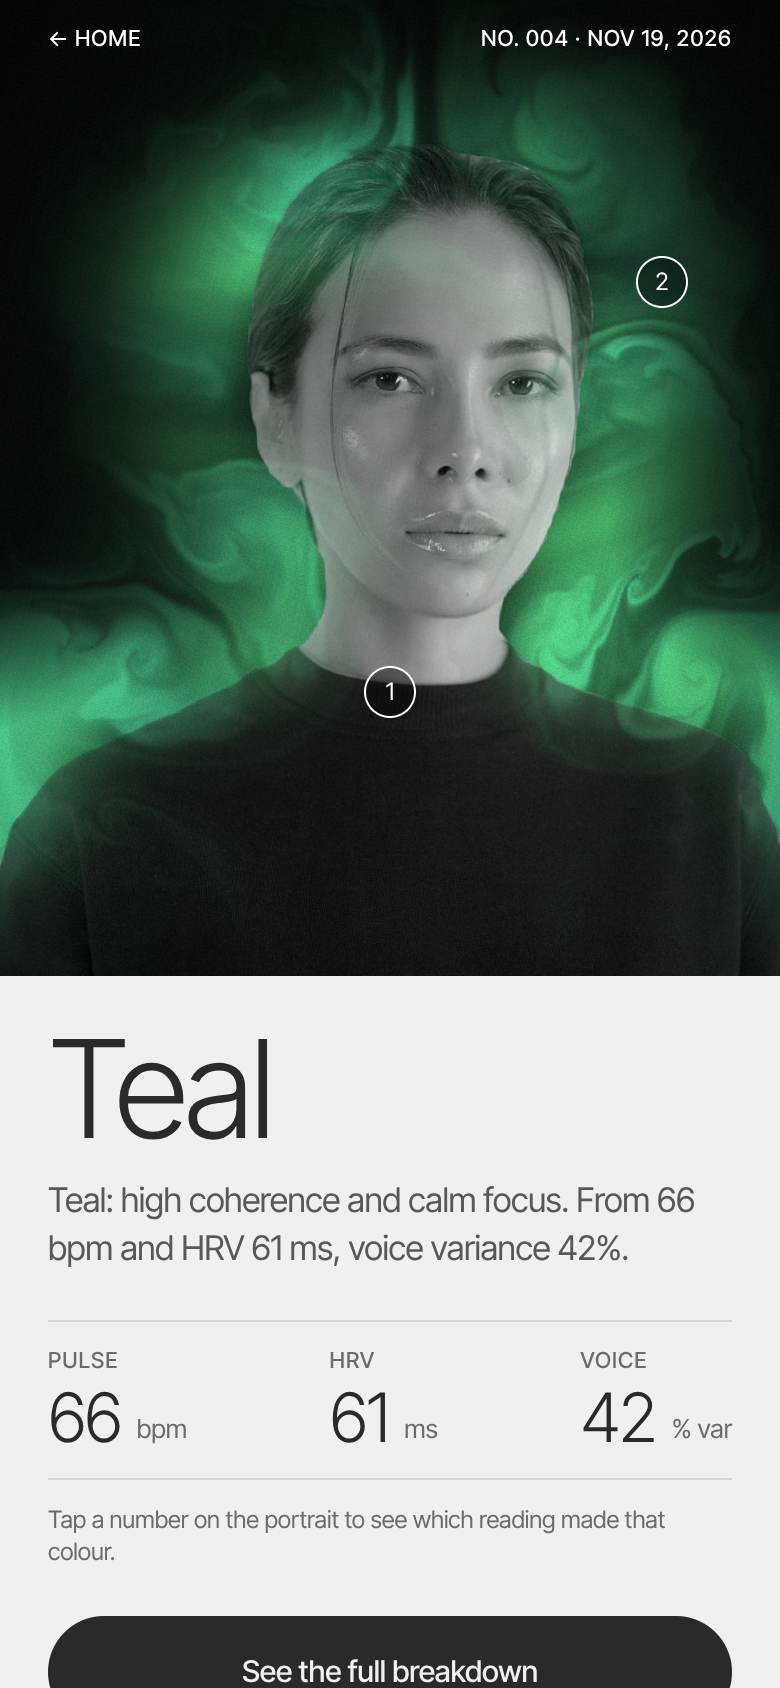 ← HOME
NO. 004 · NOV 19, 2026
2
1
Teal
Teal: high coherence and calm focus. From 66
bpm and HRV 61 ms, voice variance 42%.
PULSE
66 bpm
HRV
61 ms
VOICE
42 % var
Tap a number on the portrait to see which reading made that
colour.
See the full breakdown